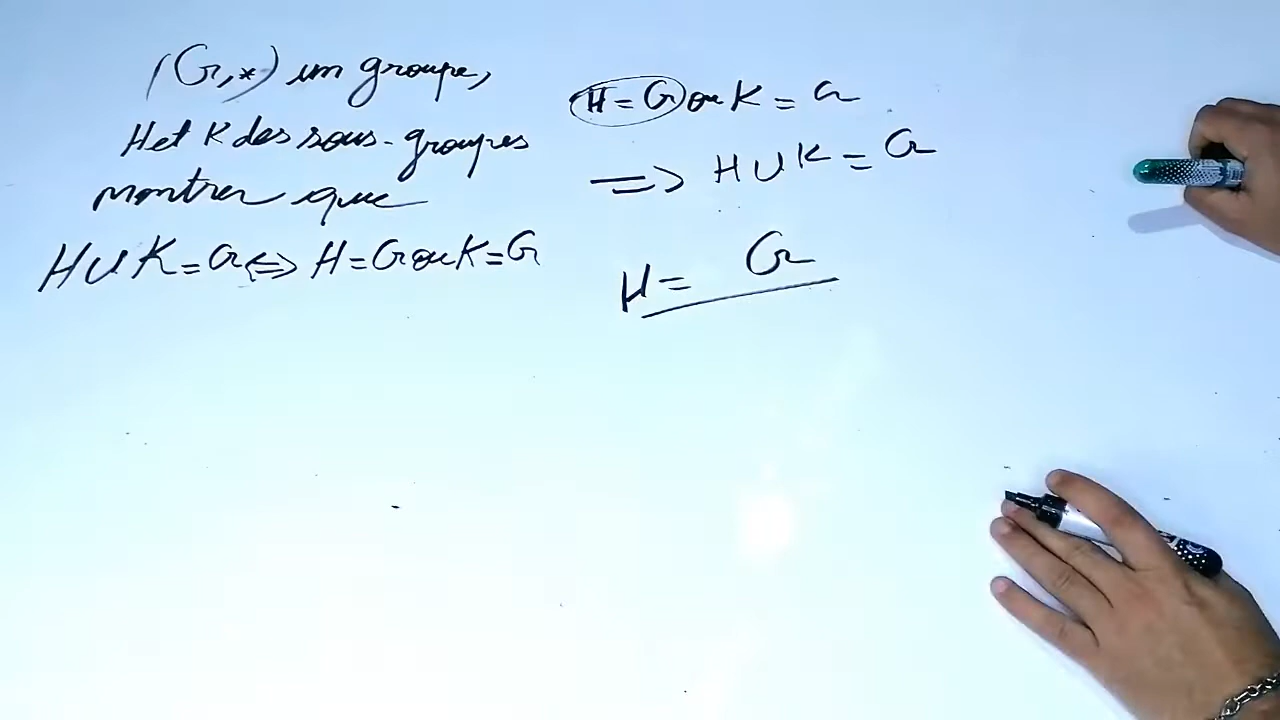 (G,*) un groupe,
H et K des sous-groupes
montrer que
H∪K=G⇔H=G ou K=G
H=G ou K=G
⇒ H∪K=G
H=G